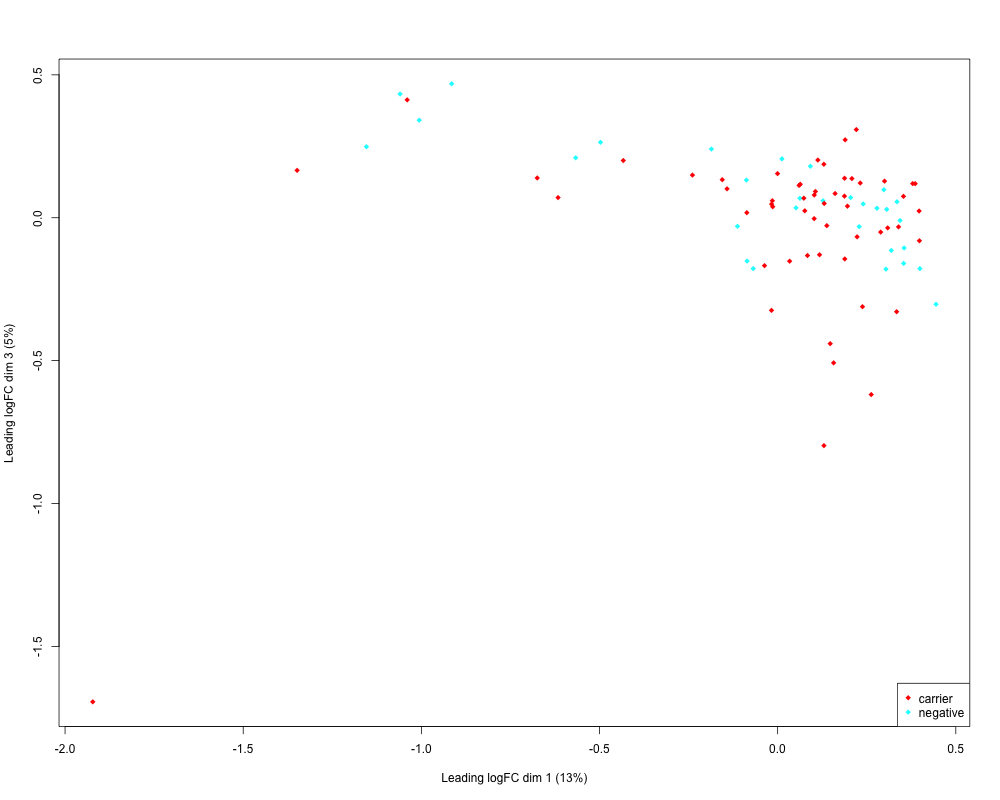 0.5
0.0
-0.5
-1.0
-1.5
Leading logFC dim 3 (5%)
carrier
negative
-2.0 -1.5 -1.0 -0.5 0.0 0.5
Leading logFC dim 1 (13%)